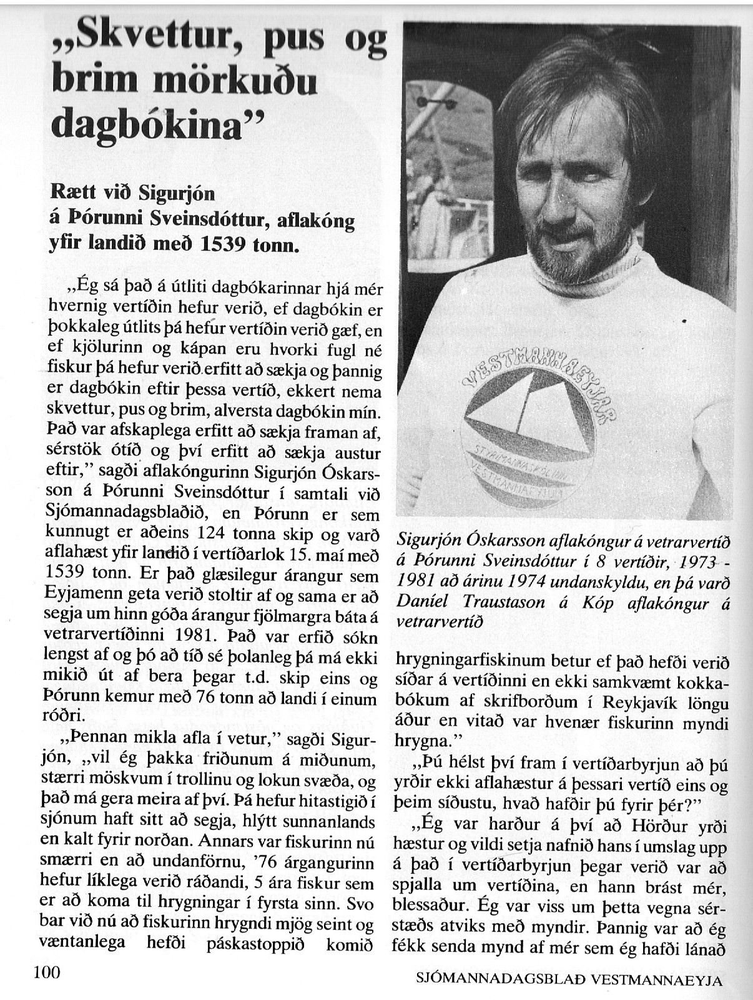 „Skvettur, pus og
brim mörkuðu
dagbókina”
Rætt við Sigurjón
á Þórunni Sveinsdóttur, aflakóng
yfir landið með 1539 tonn.
„Ég sá það á útliti dagbókarinnar hjá mér
hvernig vertíðin hefur verið, ef dagbókin er
þokkaleg útlits þá hefur vertíðin verið gæf, en
ef kjölurinn og kápan eru hvorki fugl né
fiskur þá hefur verið erfitt að sækja og þannig
er dagbókin eftir þessa vertíð, ekkert nema
skvettur, pus og brim, alversta dagbókin mín.
Það var afskaplega erfitt að sækja framan af,
sérstök ótíð og því erfitt að sækja austur
eftir,” sagði aflakóngurinn Sigurjón Óskars-
son á Þórunni Sveinsdóttur í samtali við
Sjómannadagsblaðið, en Þórunn er sem
kunnugt er aðeins 124 tonna skip og varð
aflahæst yfir landið í vertíðarlok 15. maí með
1539 tonn. Er það glæsilegur árangur sem
Eyjamenn geta verið stoltir af og sama er að
segja um hinn góða árangur fjölmargra báta á
vetrarvertíðinni 1981. Það var erfið sókn
lengst af og þó að tíð sé þolanleg þá má ekki
mikið út af bera þegar t.d. skip eins og
Þórunn kemur með 76 tonn að landi í einum
róðri.
„Þennan mikla afla í vetur,” sagði Sigur-
jón, „vil ég þakka friðunum á miðunum,
stærri möskvum í trollinu og lokun svæða, og
það má gera meira af því. Þá hefur hitastigið í
sjónum haft sitt að segja, hlýtt sunnanlands
en kalt fyrir norðan. Annars var fiskurinn nú
smærri en að undanförnu, ’76 árgangurinn
hefur líklega verið ráðandi, 5 ára fiskur sem
er að koma til hrygningar í fyrsta sinn. Svo
bar við nú að fiskurinn hrygndi mjög seint og
væntanlega hefði páskastoppið komið
VESTMANNAEYJAR
STÝRIMANNASKÓLINN
VESTMANNAEYJUM
Sigurjón Óskarsson aflakóngur á vetrarvertíð
á Þórunni Sveinsdóttur í 8 vertíðir, 1973 -
1981 að árinu 1974 undanskyldu, en þá varð
Daníel Traustason á Kóp aflakóngur á
vetrarvertíð
hrygningarfiskinum betur ef það hefði verið
síðar á vertíðinni en ekki samkvæmt kokka-
bókum af skrifborðum í Reykjavík löngu
áður en vitað var hvenær fiskurinn myndi
hrygna.”
„Þú hélst því fram í vertíðarbyrjun að þú
yrðir ekki aflahæstur á þessari vertíð eins og
þeim síðustu, hvað hafðir þú fyrir þér?”
„Ég var harður á því að Hörður yrði
hæstur og vildi setja nafnið hans í umslag upp
á það í vertíðarbyrjun þegar verið var að
spjalla um vertíðina, en hann brást mér,
blessaður. Ég var viss um þetta vegna sér-
stæðs atviks með myndir. Þannig var að ég
fékk senda mynd af mér sem ég hafði lánað
100
SJÓMANNADAGSBLAÐ VESTMANNAEYJA